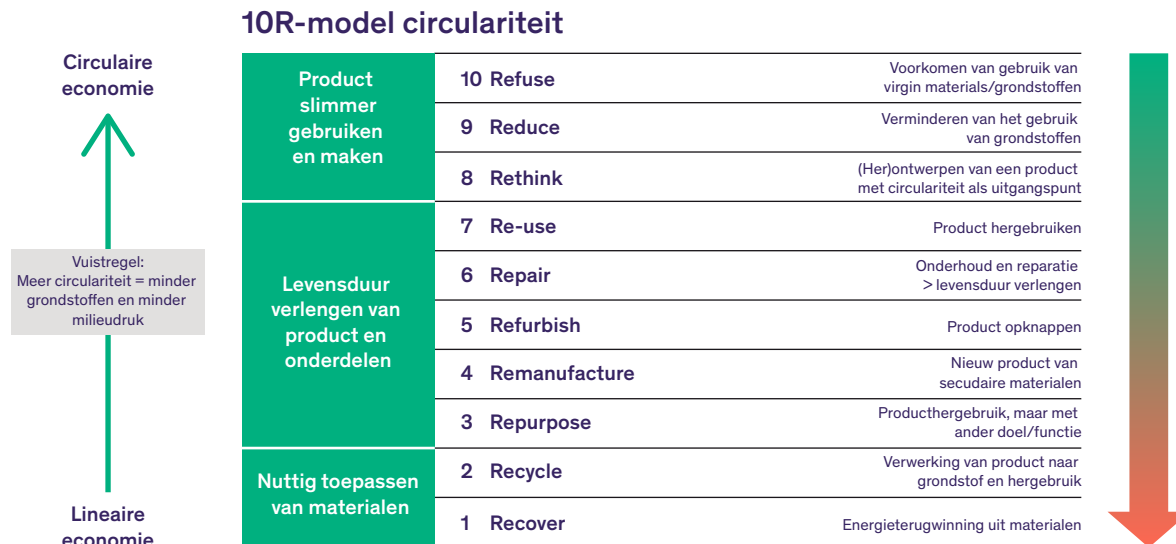 10R-model circulariteit
Circulaire
economie
Vuistregel:
Meer circulariteit = minder
grondstoffen en minder
milieudruk
Lineaire
economie
Product
slimmer
gebruiken
en maken
10 Refuse
Voorkomen van gebruik van
virgin materials/grondstoffen
9 Reduce
Verminderen van het gebruik
van grondstoffen
8 Rethink
(Her)ontwerpen van een product
met circulariteit als uitgangspunt
Levensduur
verlengen van
product en
onderdelen
7 Re-use
Product hergebruiken
6 Repair
Onderhoud en reparatie
> levensduur verlengen
5 Refurbish
Product opknappen
4 Remanufacture
Nieuw product van
secudaire materialen
3 Repurpose
Producthergebruik, maar met
ander doel/functie
Nuttig toepassen
van materialen
2 Recycle
Verwerking van product naar
grondstof en hergebruik
1 Recover
Energieterugwinning uit materialen